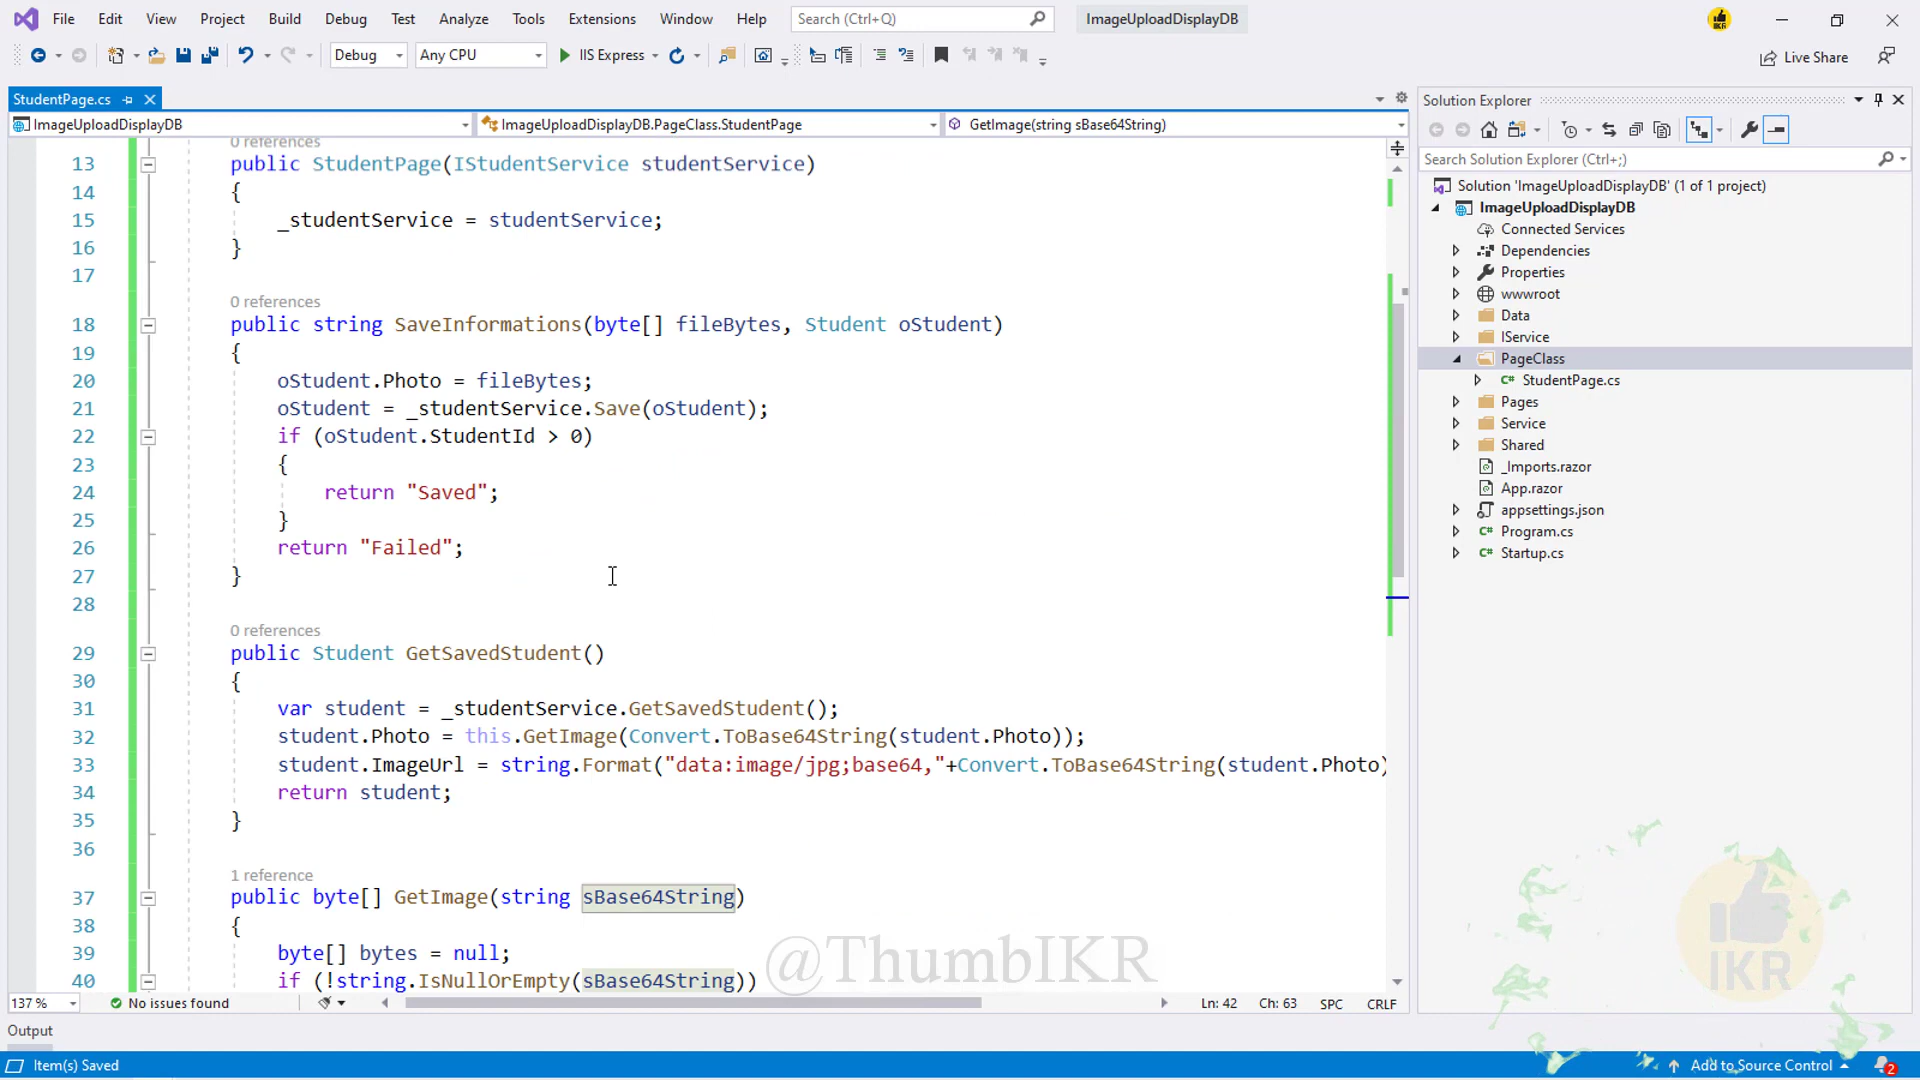 File Edit View Project Build Debug Test Analyze Tools Extensions Window Help Search (Ctrl+Q) ImageUploadDisplayDB
Debug Any CPU IIS Express Live Share
StudentPage.cs
ImageUploadDisplayDB ImageUploadDisplayDB.PageClass.StudentPage GetImage(string sBase64String)
0 references
13 public StudentPage(IStudentService studentService)
14 {
15 _studentService = studentService;
16 }
17
0 references
18 public string SaveInformations(byte[] fileBytes, Student oStudent)
19 {
20 oStudent.Photo = fileBytes;
21 oStudent = _studentService.Save(oStudent);
22 if (oStudent.StudentId > 0)
23 {
24 return "Saved";
25 }
26 return "Failed";
27 }
28
0 references
29 public Student GetSavedStudent()
30 {
31 var student = _studentService.GetSavedStudent();
32 student.Photo = this.GetImage(Convert.ToBase64String(student.Photo));
33 student.ImageUrl = string.Format("data:image/jpg;base64,"+Convert.ToBase64String(student.Photo)
34 return student;
35 }
36
1 reference
37 public byte[] GetImage(string sBase64String)
38 {
39 byte[] bytes = null;
40 if (!string.IsNullOrEmpty(sBase64String))
137 % No issues found Ln: 42 Ch: 63 SPC CRLF
Output
Item(s) Saved Add to Source Control 2
Solution Explorer
Search Solution Explorer (Ctrl+;)
Solution 'ImageUploadDisplayDB' (1 of 1 project)
ImageUploadDisplayDB
Connected Services
Dependencies
Properties
wwwroot
Data
IService
PageClass
C# StudentPage.cs
Pages
Service
Shared
_Imports.razor
App.razor
appsettings.json
C# Program.cs
C# Startup.cs
@ThumbIKR
IKR